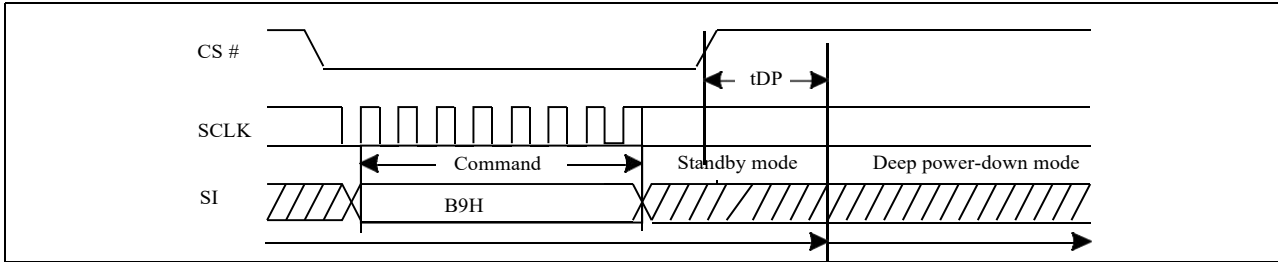 CS #
tDP
SCLK
Command
Standby mode
Deep power-down mode
SI
B9H